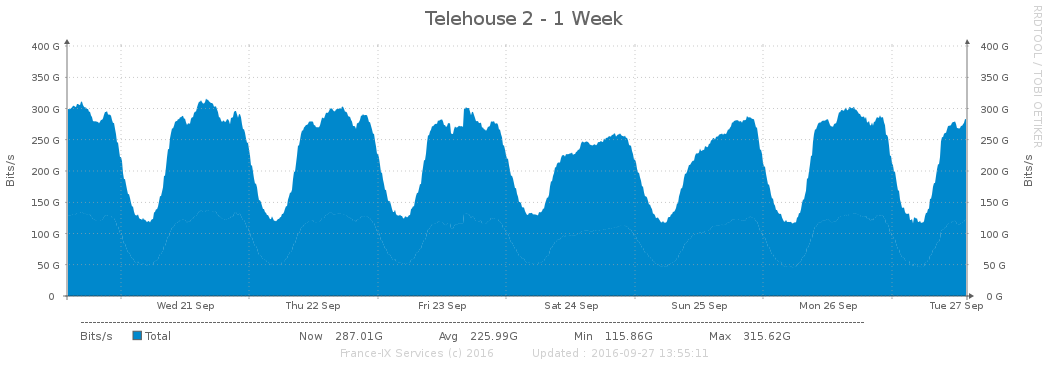 Telehouse 2 - 1 Week
RRDTOOL / TOBI OETIKER
Bits/s
400 G
350 G
300 G
250 G
200 G
150 G
100 G
50 G
0
400 G
350 G
300 G
250 G
200 G
150 G
100 G
50 G
0 G
Bits/s
Wed 21 Sep Thu 22 Sep Fri 23 Sep Sat 24 Sep Sun 25 Sep Mon 26 Sep Tue 27 Sep
Bits/s Total Now 287.01G Avg 225.99G Min 115.86G Max 315.62G
France-IX Services (c) 2016 Updated : 2016-09-27 13:55:11